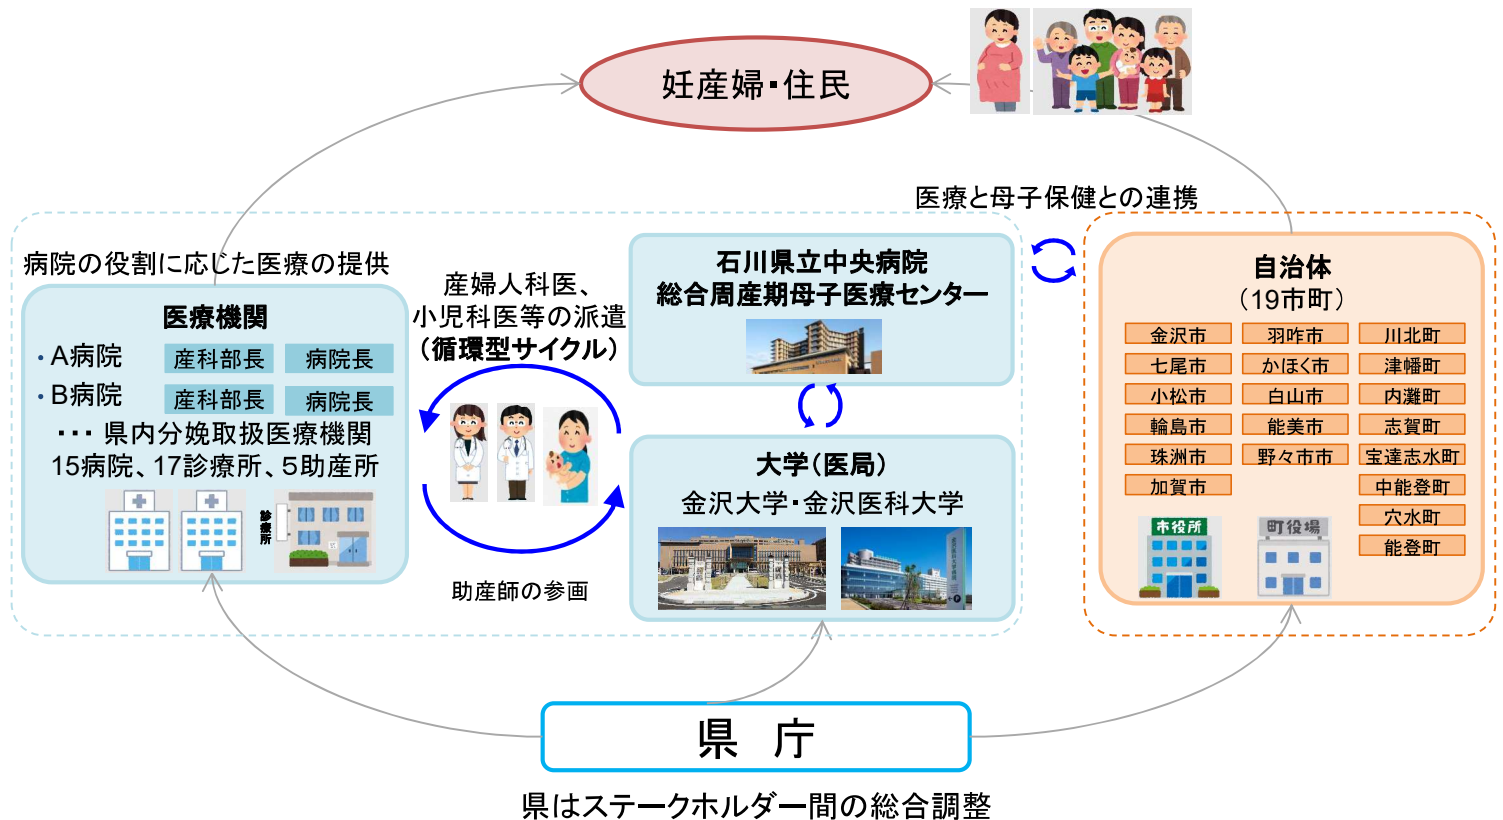 妊産婦・住民
医療と母子保健との連携
病院の役割に応じた医療の提供
医療機関
・A病院 産科部長 病院長
・B病院 産科部長 病院長
・・・ 県内分娩取扱医療機関
15病院、17診療所、5助産所
診療所
産婦人科医、
小児科医等の派遣
（循環型サイクル）
助産師の参画
石川県立中央病院
総合周産期母子医療センター
大学（医局）
金沢大学・金沢医科大学
金沢医科大学病院
自治体
（19市町）
金沢市 羽咋市 川北町
七尾市 かほく市 津幡町
小松市 白山市 内灘町
輪島市 能美市 志賀町
珠洲市 野々市市 宝達志水町
加賀市 中能登町
穴水町
能登町
市役所 町役場
県 庁
県はステークホルダー間の総合調整